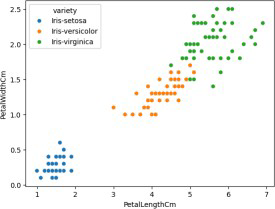 variety
Iris-setosa
Iris-versicolor
Iris-virginica
2.5
2.0
1.5
1.0
0.5
0.0
PetalWidthCm
1 2 3 4 5 6 7
PetalLengthCm